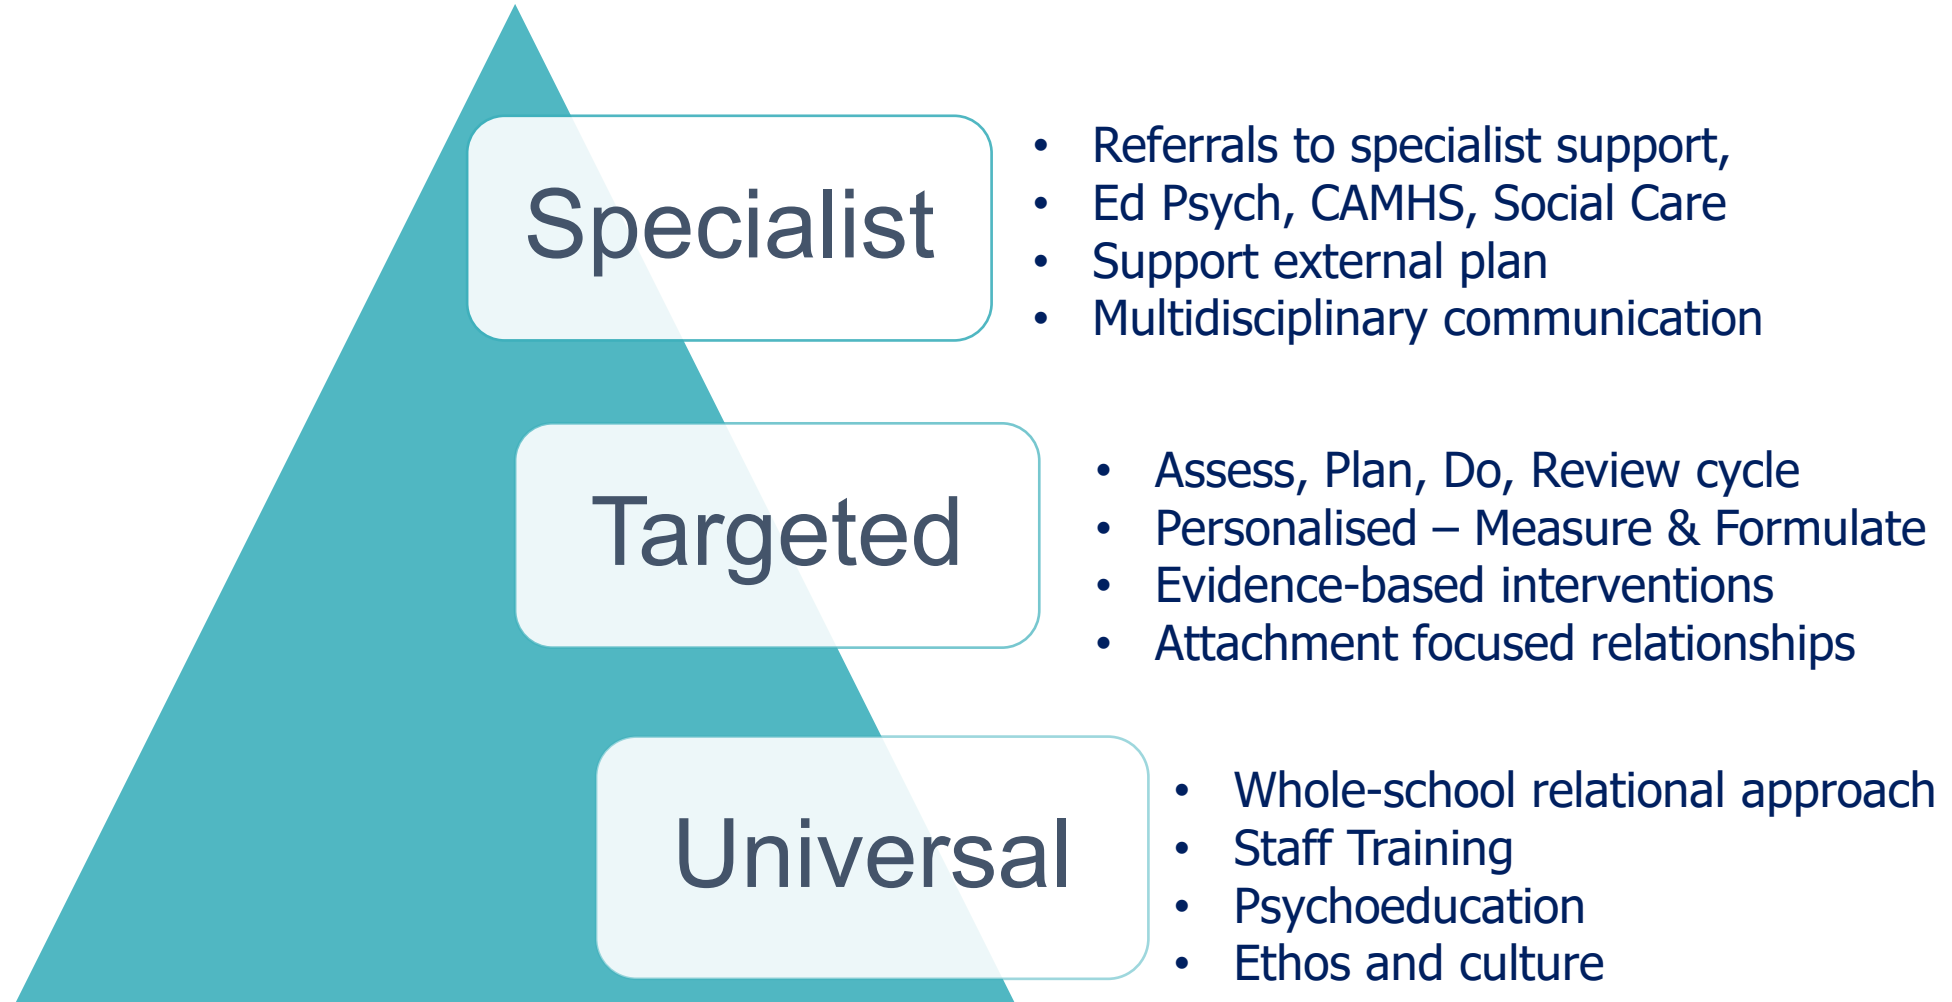 Specialist
• Referrals to specialist support,
• Ed Psych, CAMHS, Social Care
• Support external plan
• Multidisciplinary communication
Targeted
• Assess, Plan, Do, Review cycle
• Personalised – Measure & Formulate
• Evidence-based interventions
• Attachment focused relationships
Universal
• Whole-school relational approach
• Staff Training
• Psychoeducation
• Ethos and culture